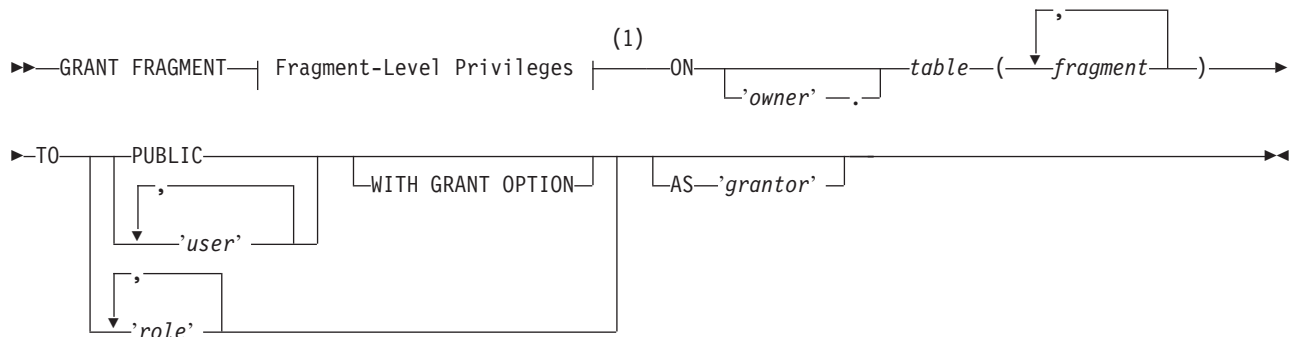 (1)
,
GRANT FRAGMENT Fragment-Level Privileges ON 'owner' . table ( fragment )
TO PUBLIC
WITH GRANT OPTION
AS 'grantor'
,
'user'
,
'role'